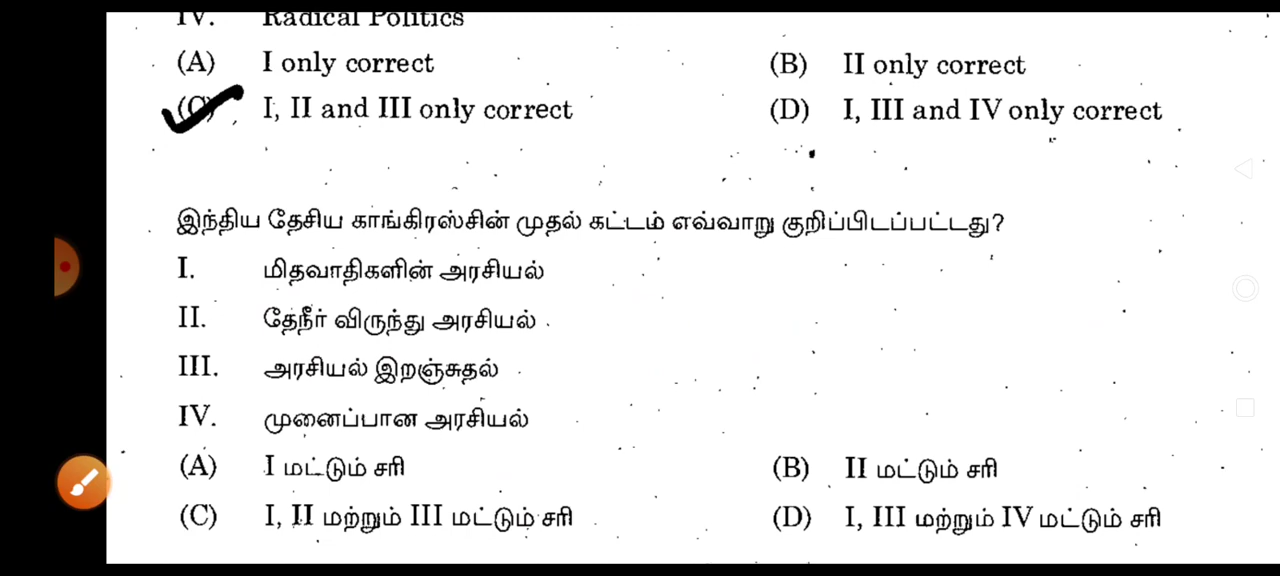 IV. Radical Politics
(A) I only correct (B) II only correct
(C) I, II and III only correct (D) I, III and IV only correct
இந்திய தேசிய காங்கிரஸ்சின் முதல் கட்டம் எவ்வாறு குறிப்பிடப்பட்டது?
I. மிதவாதிகளின் அரசியல்
II. தேநீர் விருந்து அரசியல்
III. அரசியல் இறஞ்சுதல்
IV. முனைப்பான அரசியல்
(A) I மட்டும் சரி (B) II மட்டும் சரி
(C) I, II மற்றும் III மட்டும் சரி (D) I, III மற்றும் IV மட்டும் சரி